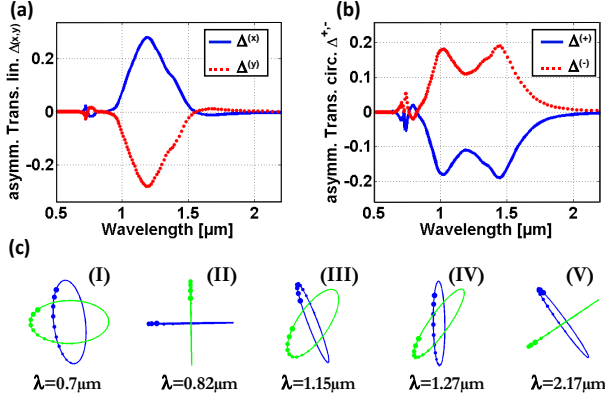 (a)
asymm. Trans. lin. Δ(x,y)
0.2
0
-0.2
Δ(x)
Δ(y)
0.5 1 1.5 2
Wavelength [μm]
(b)
asymm. Trans. circ. Δ+,-
0.2
0.1
0
-0.1
-0.2
Δ(+)
Δ(-)
0.5 1 1.5 2
Wavelength [μm]
(c)
(I) (II) (III) (IV) (V)
λ=0.7μm λ=0.82μm λ=1.15μm λ=1.27μm λ=2.17μm